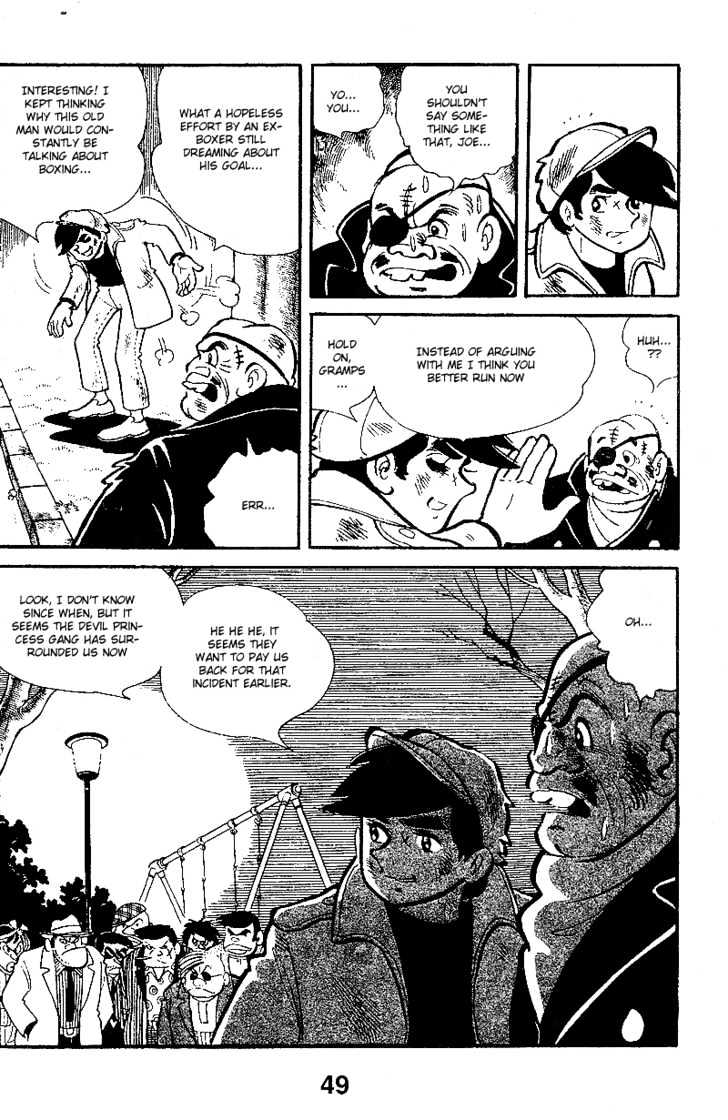 INTERESTING! I
KEPT THINKING
WHY THIS OLD
MAN WOULD CON-
STANTLY BE
TALKING ABOUT
BOXING...
WHAT A HOPELESS
EFFORT BY AN EX-
BOXER STILL
DREAMING ABOUT
HIS GOAL...
ERR...
YO...
YOU...
YOU
SHOULDN'T
SAY SOME-
THING LIKE
THAT, JOE...
HOLD
ON,
GRAMPS
...
INSTEAD OF ARGUING
WITH ME I THINK YOU
BETTER RUN NOW
HUH...
??
LOOK, I DON'T KNOW
SINCE WHEN, BUT IT
SEEMS THE DEVIL PRIN-
CESS GANG HAS SUR-
ROUNDED US NOW
HE HE HE, IT
SEEMS THEY
WANT TO PAY US
BACK FOR THAT
INCIDENT EARLIER.
OH...
49